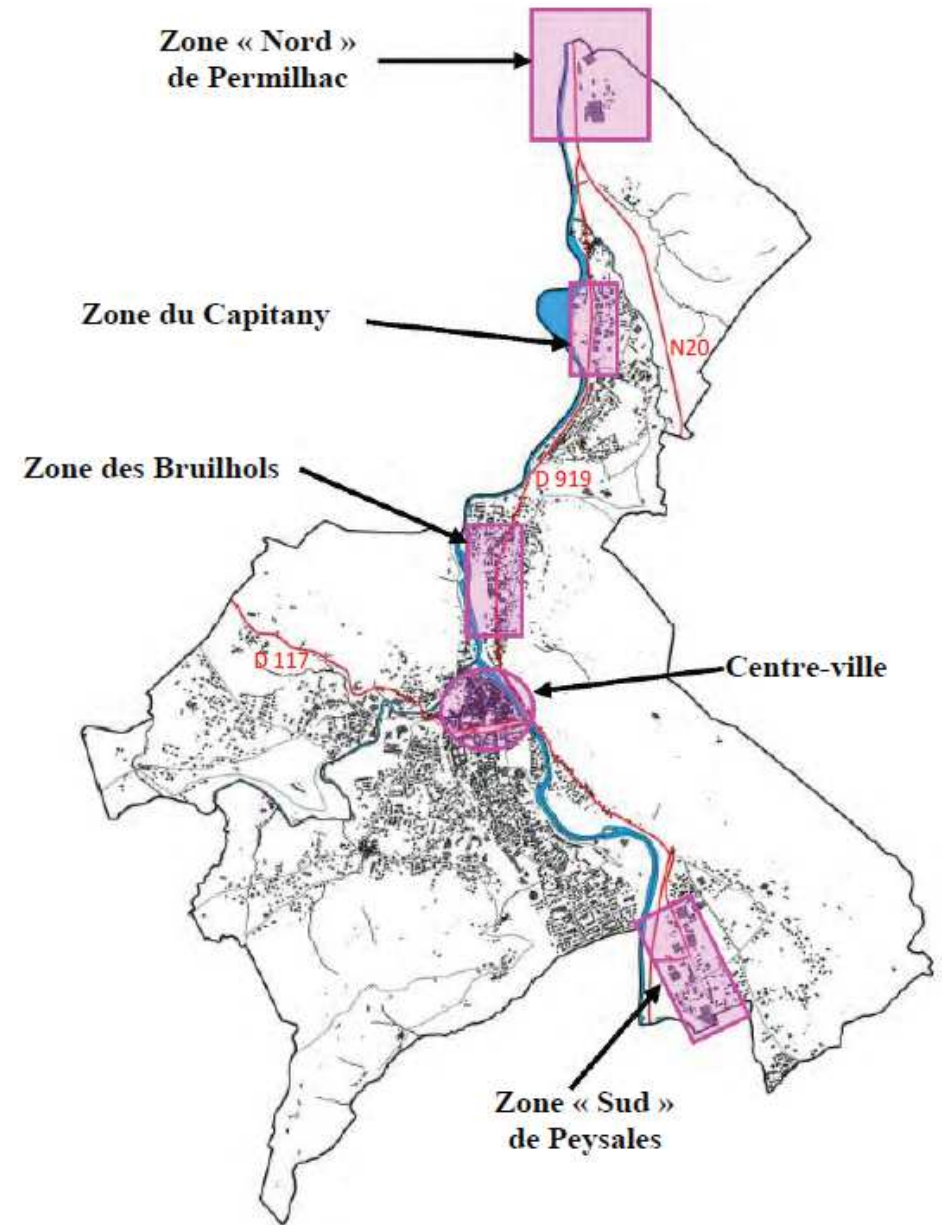 Zone « Nord »
de Permilhac
Zone du Capitany
N20
Zone des Bruilhols
D 919
D 117
Centre-ville
Zone « Sud »
de Peysales